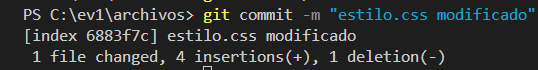 PS C:\ev1\archivos> git commit -m "estilo.css modificado"
[index 6883f7c] estilo.css modificado
1 file changed, 4 insertions(+), 1 deletion(-)